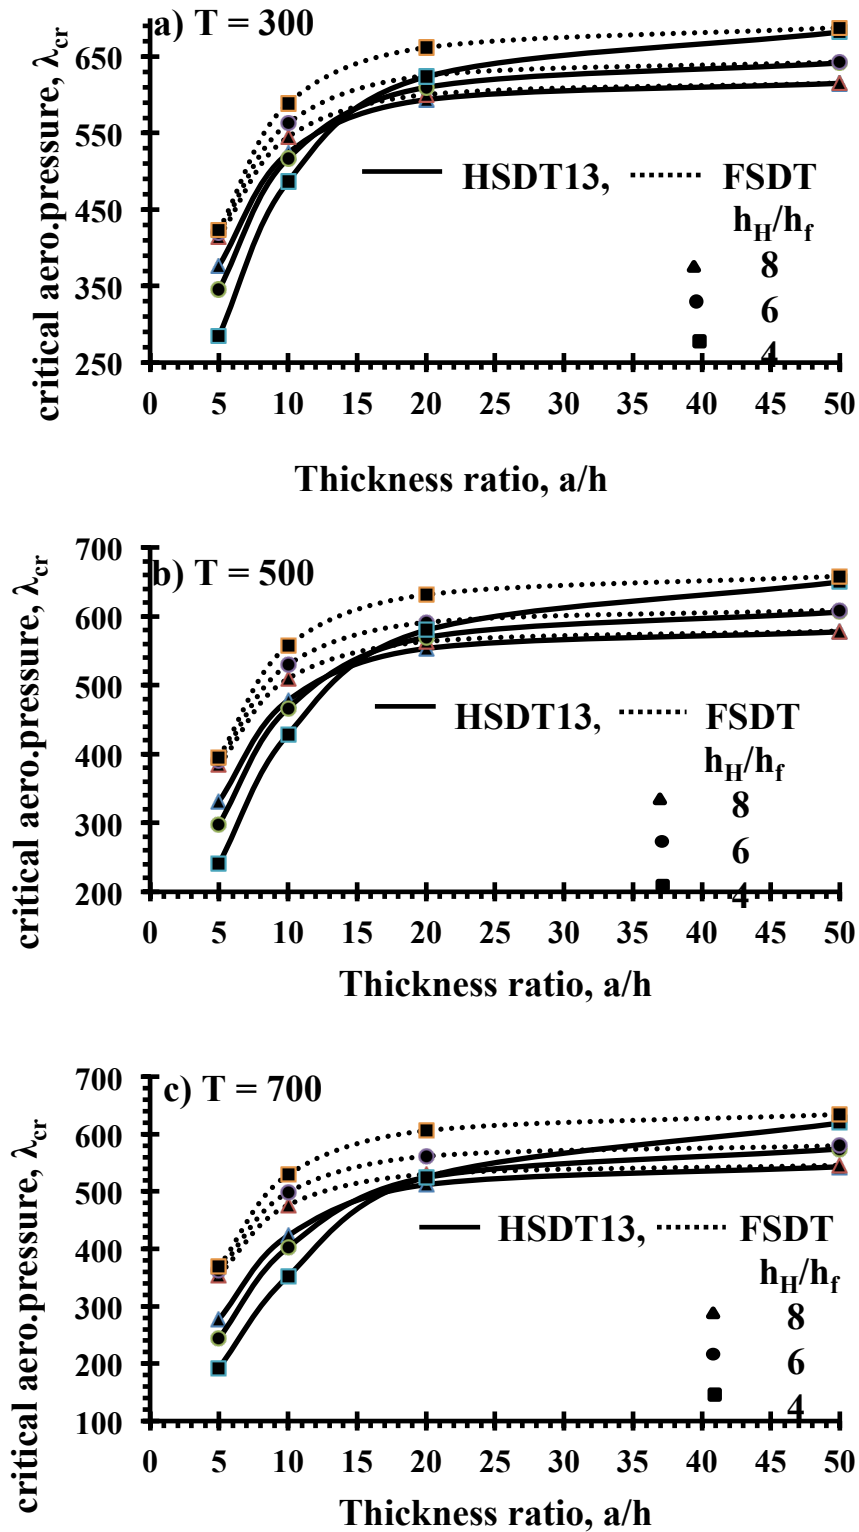 a) T = 300
critical aero.pressure, λcr
650
550
450
350
250
HSDT13, FSDT
hH/hf
8
6
4
0 5 10 15 20 25 30 35 40 45 50
Thickness ratio, a/h
b) T = 500
critical aero.pressure, λcr
700
600
500
400
300
200
HSDT13, FSDT
hH/hf
8
6
4
0 5 10 15 20 25 30 35 40 45 50
Thickness ratio, a/h
c) T = 700
critical aero.pressure, λcr
700
600
500
400
300
200
100
HSDT13, FSDT
hH/hf
8
6
4
0 5 10 15 20 25 30 35 40 45 50
Thickness ratio, a/h